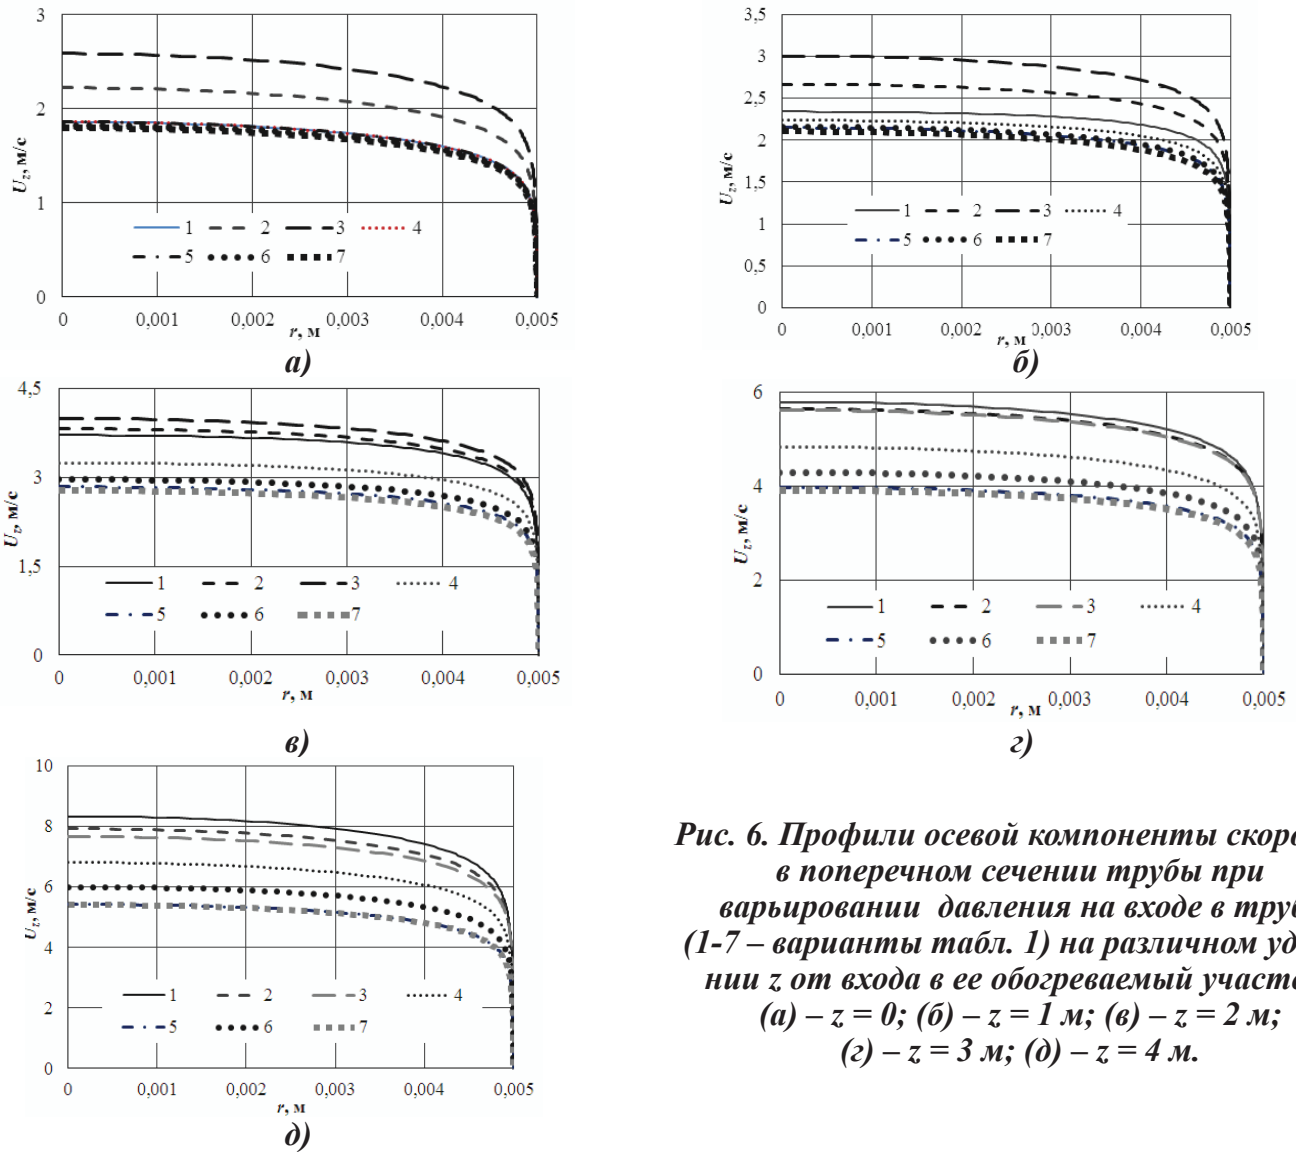 3
2
1
0
U_z, м/с
1
2
3
4
5
6
7
0 0,001 0,002 0,003 0,004 0,005
r, м
а)
3,5
3
2,5
2
1,5
1
0,5
0
U_z, м/с
1
2
3
4
5
6
7
0 0,001 0,002 0,003 0,004 0,005
r, м
б)
4,5
3
1,5
0
U_z, м/с
1
2
3
4
5
6
7
0 0,001 0,002 0,003 0,004 0,005
r, м
в)
6
4
2
0
U_z, м/с
1
2
3
4
5
6
7
0 0,001 0,002 0,003 0,004 0,005
r, м
г)
10
8
6
4
2
0
U_z, м/с
1
2
3
4
5
6
7
0 0,001 0,002 0,003 0,004 0,005
r, м
д)
Рис. 6. Профили осевой компоненты скоро
в поперечном сечении трубы при
варьировании давления на входе в труб
(1-7 – варианты табл. 1) на различном уд
нии z от входа в ее обогреваемый участ
(а) – z = 0; (б) – z = 1 м; (в) – z = 2 м;
(г) – z = 3 м; (д) – z = 4 м.